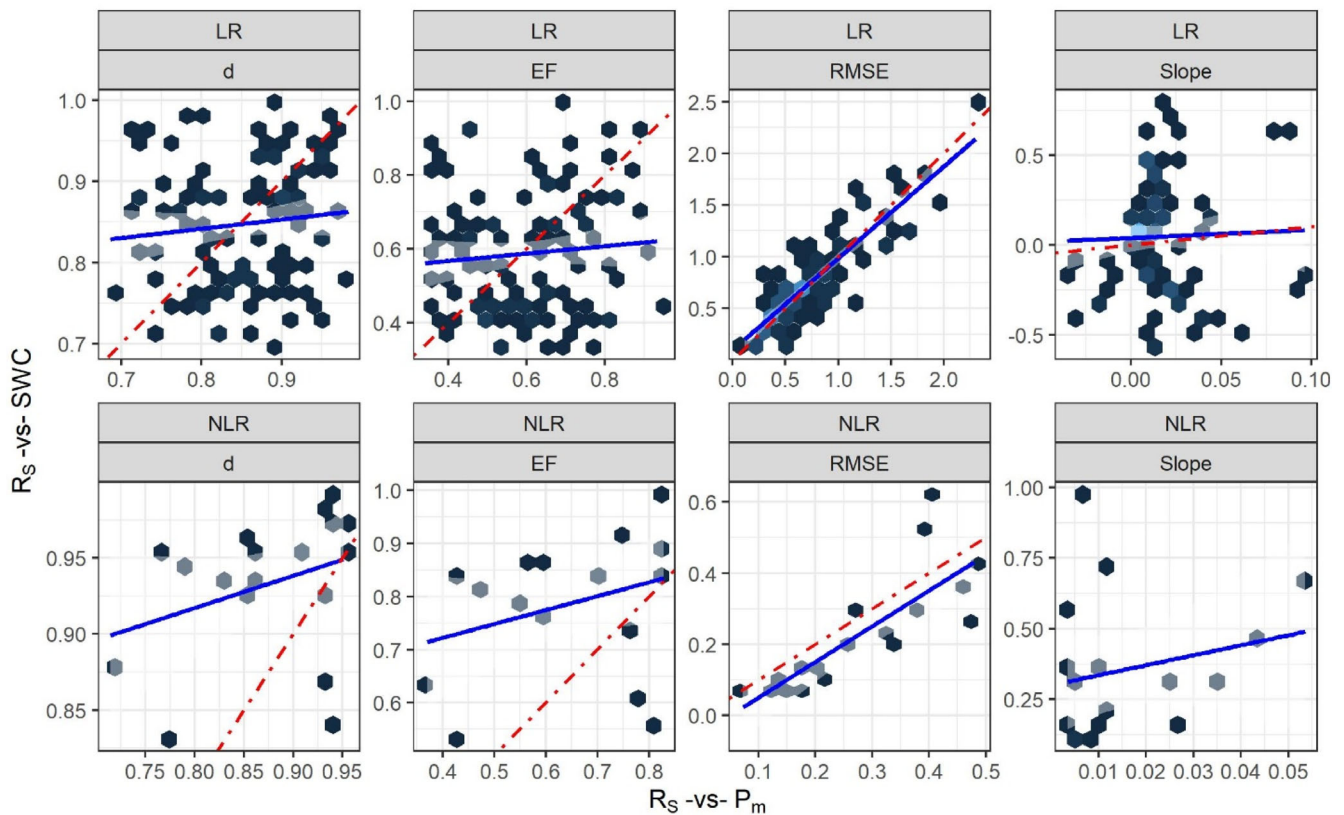 LR LR LR LR
d EF RMSE Slope
1.0 1.0 2.5
0.9 0.8 2.0 0.5
1.5
0.8 0.6 1.0 0.0
0.7 0.4 0.5 -0.5
0.7 0.8 0.9 0.4 0.6 0.8 0.0 0.5 1.0 1.5 2.0 0.00 0.05 0.10
R_S -vs- SWC
NLR NLR NLR NLR
d EF RMSE Slope
1.0 0.6 1.00
0.95 0.9 0.75
0.8 0.4
0.90 0.7 0.2 0.50
0.85 0.6 0.0 0.25
0.75 0.80 0.85 0.90 0.95 0.4 0.5 0.6 0.7 0.8 0.1 0.2 0.3 0.4 0.5 0.01 0.02 0.03 0.04 0.05
R_S -vs- P_m